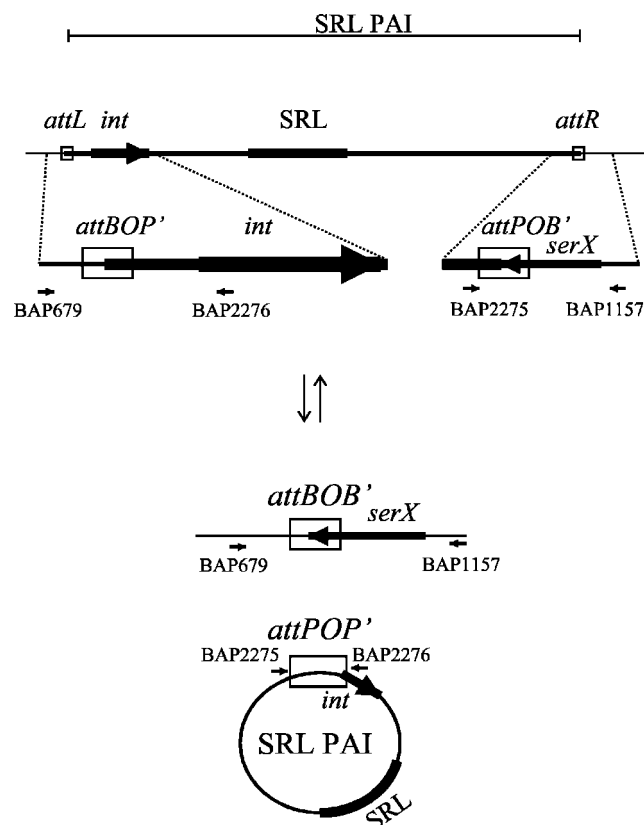 SRL PAI
attL int SRL attR
attBOP’ int attPOB’ serX
BAP679 BAP2276 BAP2275 BAP1157
attBOB’
serX
BAP679 BAP1157
attPOP’
BAP2275 BAP2276
int
SRL PAI
SRL